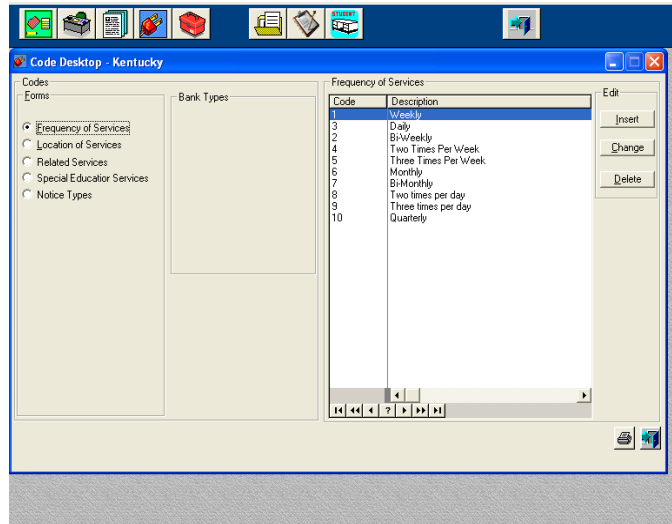 STUDENT
Code Desktop - Kentucky
Codes
Forms
Frequency of Services
Location of Services
Related Services
Special Educatior Services
Notice Types
Bank Types
Frequency of Services
Code Description
1 Weekly
3 Daily
2 Bi-Weekly
4 Two Times Per Week
5 Three Times Per Week
6 Monthly
7 Bi-Monthly
8 Two times per day
9 Three times per day
10 Quarterly
?
Edit
Insert
Change
Delete